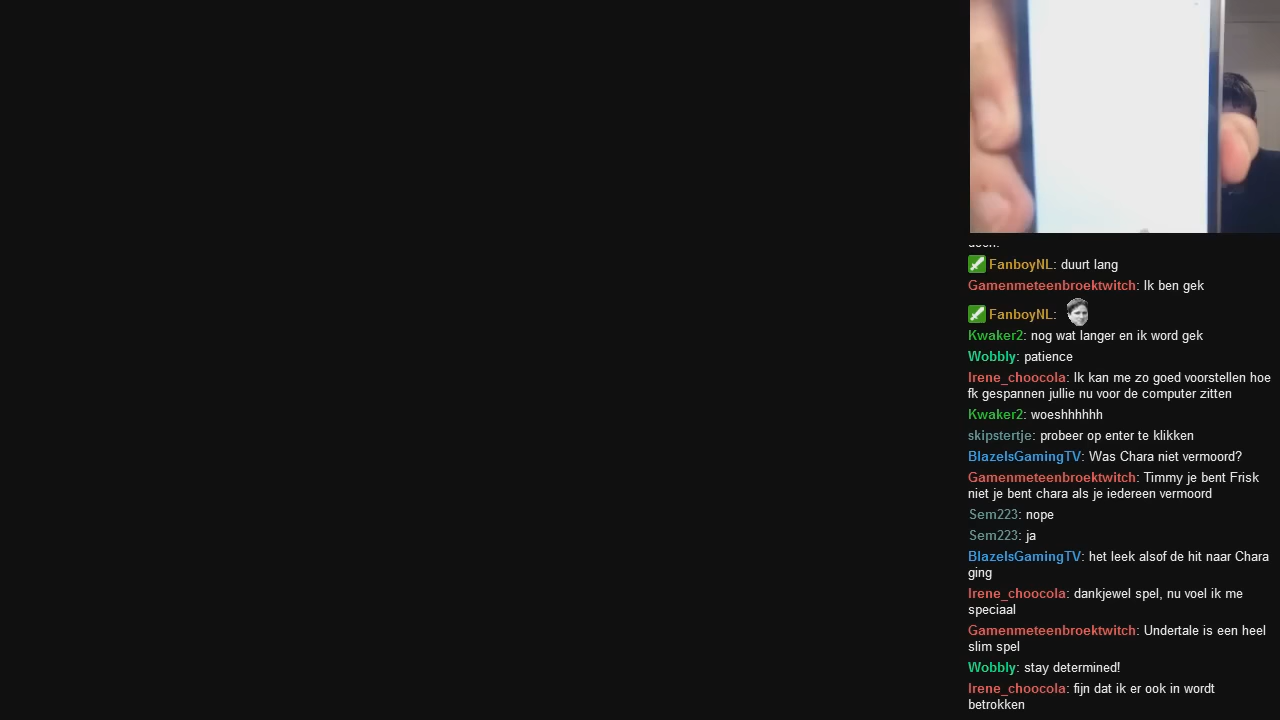 FanboyNL: duurt lang
Gamenmeteenbroektwitch: Ik ben gek
FanboyNL:
Kwaker2: nog wat langer en ik word gek
Wobbly: patience
Irene_choocola: Ik kan me zo goed voorstellen hoe
fk gespannen jullie nu voor de computer zitten
Kwaker2: woeshhhhhh
skipstertje: probeer op enter te klikken
BlazeIsGamingTV: Was Chara niet vermoord?
Gamenmeteenbroektwitch: Timmy je bent Frisk
niet je bent chara als je iedereen vermoord
Sem223: nope
Sem223: ja
BlazeIsGamingTV: het leek alsof de hit naar Chara
ging
Irene_choocola: dankjewel spel, nu voel ik me
speciaal
Gamenmeteenbroektwitch: Undertale is een heel
slim spel
Wobbly: stay determined!
Irene_choocola: fijn dat ik er ook in wordt
betrokken